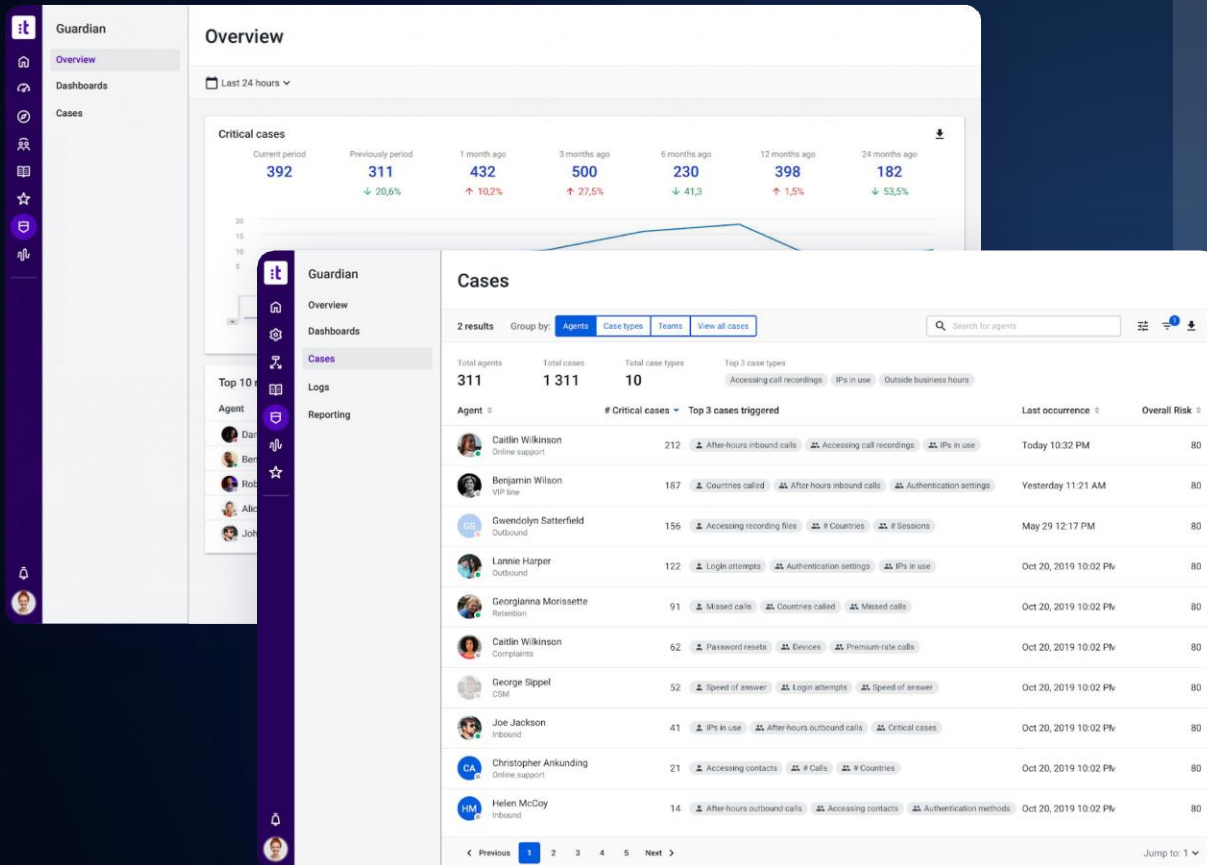 :t
Guardian
Overview
Dashboards
Cases
Overview
Last 24 hours
Critical cases
Current period Previously period 1 month ago 3 months ago 6 months ago 12 months ago 24 months ago
392 311 432 500 230 398 182
↓ 20,6% ↑ 10,2% ↑ 27,5% ↓ 41,3 ↑ 1,5% ↓ 53,5%
20
15
10
5
Top 10
Agent
:t
Guardian
Overview
Dashboards
Cases
Logs
Reporting
Cases
2 results Group by: Agents Case types Teams View all cases Search for agents 1
Total agents Total cases Total case types Top 3 case types
311 1 311 10 Accessing call recordings IPs in use Outside business hours
Agent # Critical cases Top 3 cases triggered Last occurrence Overall Risk
Caitlin Wilkinson
Online support
212 After-hours inbound calls Accessing call recordings IPs in use Today 10:32 PM 80
Benjamin Wilson
VIP line
187 Countries called After-hours inbound calls Authentication settings Yesterday 11:21 AM 80
GS Gwendolyn Satterfield
Outbound
156 Accessing recording files # Countries # Sessions May 29 12:17 PM 80
Lannie Harper
Outbound
122 Login attempts Authentication settings IPs in use Oct 20, 2019 10:02 PM 80
Georgianna Morissette
Retention
91 Missed calls Countries called Missed calls Oct 20, 2019 10:02 PM 80
Caitlin Wilkinson
Complaints
62 Password resets Devices Premium-rate calls Oct 20, 2019 10:02 PM 80
George Sippel
CSM
52 Speed of answer Login attempts Speed of answer Oct 20, 2019 10:02 PM 80
Joe Jackson
Inbound
41 IPs in use After-hours outbound calls Critical cases Oct 20, 2019 10:02 PM 80
CA Christopher Ankunding
Online support
21 Accessing contacts # Calls # Countries Oct 20, 2019 10:02 PM 80
HM Helen McCoy
Inbound
14 After-hours outbound calls Accessing contacts Authentication methods Oct 20, 2019 10:02 PM 80
Previous 1 2 3 4 5 Next Jump to: 1